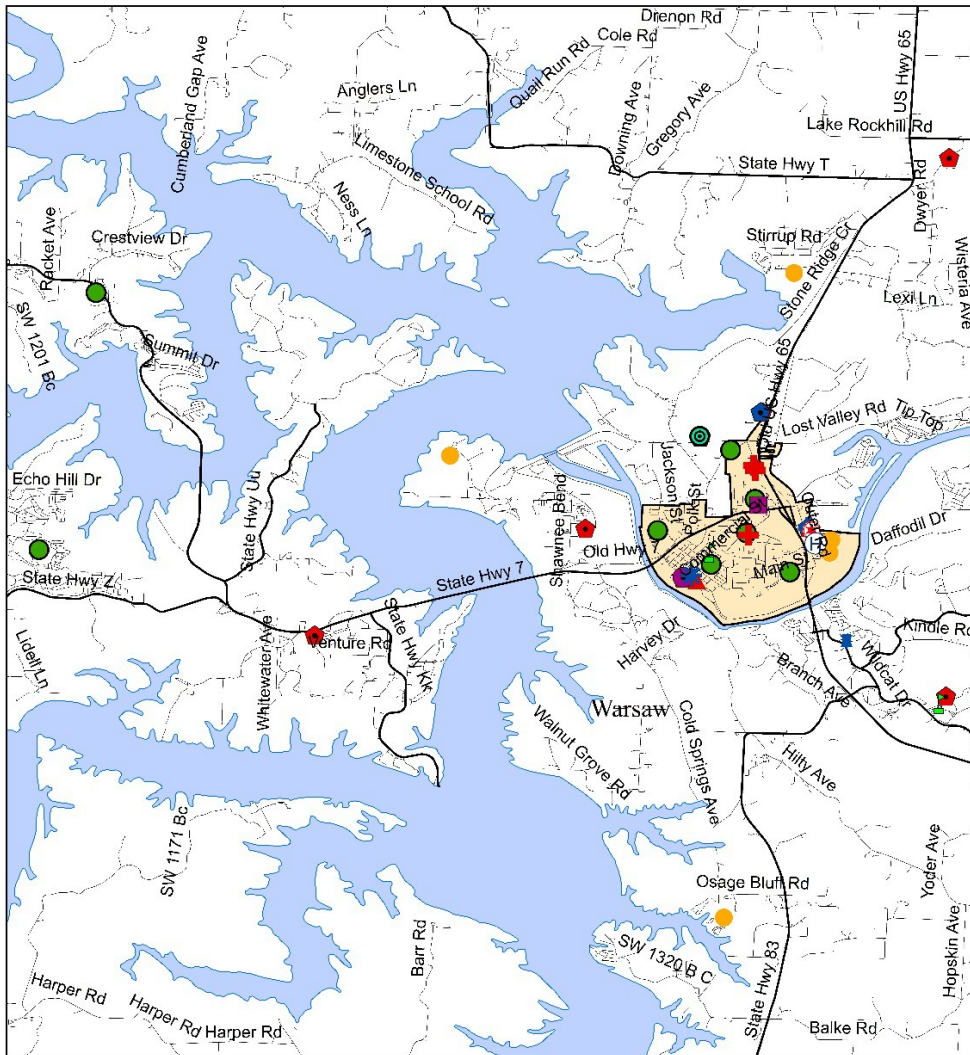 Drenon Rd
Cole Rd
Quail Run Rd
US Hwy 65
Cumberland Gap Ave
Anglers Ln
Downing Ave
Gregory Ave
Lake Rockhill Rd
Limestone School Rd
State Hwy T
Dwyer Rd
Ness Ln
Racket Ave
Crestview Dr
Stirrup Rd
Stone Ridge Ct
Wisteria Ave
Lexi Ln
SW 1201 Bc
Summit Dr
US Hwy 65
Lost Valley Rd
Tip Top
Echo Hill Dr
State Hwy Uu
Jackson St
Polk St
Shawnee Bend
Commercial
Daffodil Dr
Old Hwy
H
Main St
State Hwy Z
State Hwy 7
Lidell Ln
Whitewater Ave
Venture Rd
State Hwy Kk
Harvey Dr
Kindle Rd
Wildcat Dr
Branch Ave
Warsaw
Cold Springs Ave
Walnut Grove Rd
Hilty Ave
SW 1171 Bc
Yoder Ave
Osage Bluff Rd
Barr Rd
SW 1320 B C
Hopskin Ave
State Hwy 83
Harper Rd
Harper Rd
Harper Rd
Balke Rd